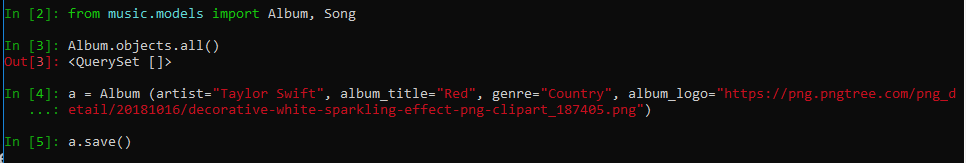 In [2]: from music.models import Album, Song
In [3]: Album.objects.all()
Out[3]: <QuerySet []>
In [4]: a = Album (artist="Taylor Swift", album_title="Red", genre="Country", album_logo="https://png.pngtree.com/png_d
...: etail/20181016/decorative-white-sparkling-effect-png-clipart_187405.png")
In [5]: a.save()